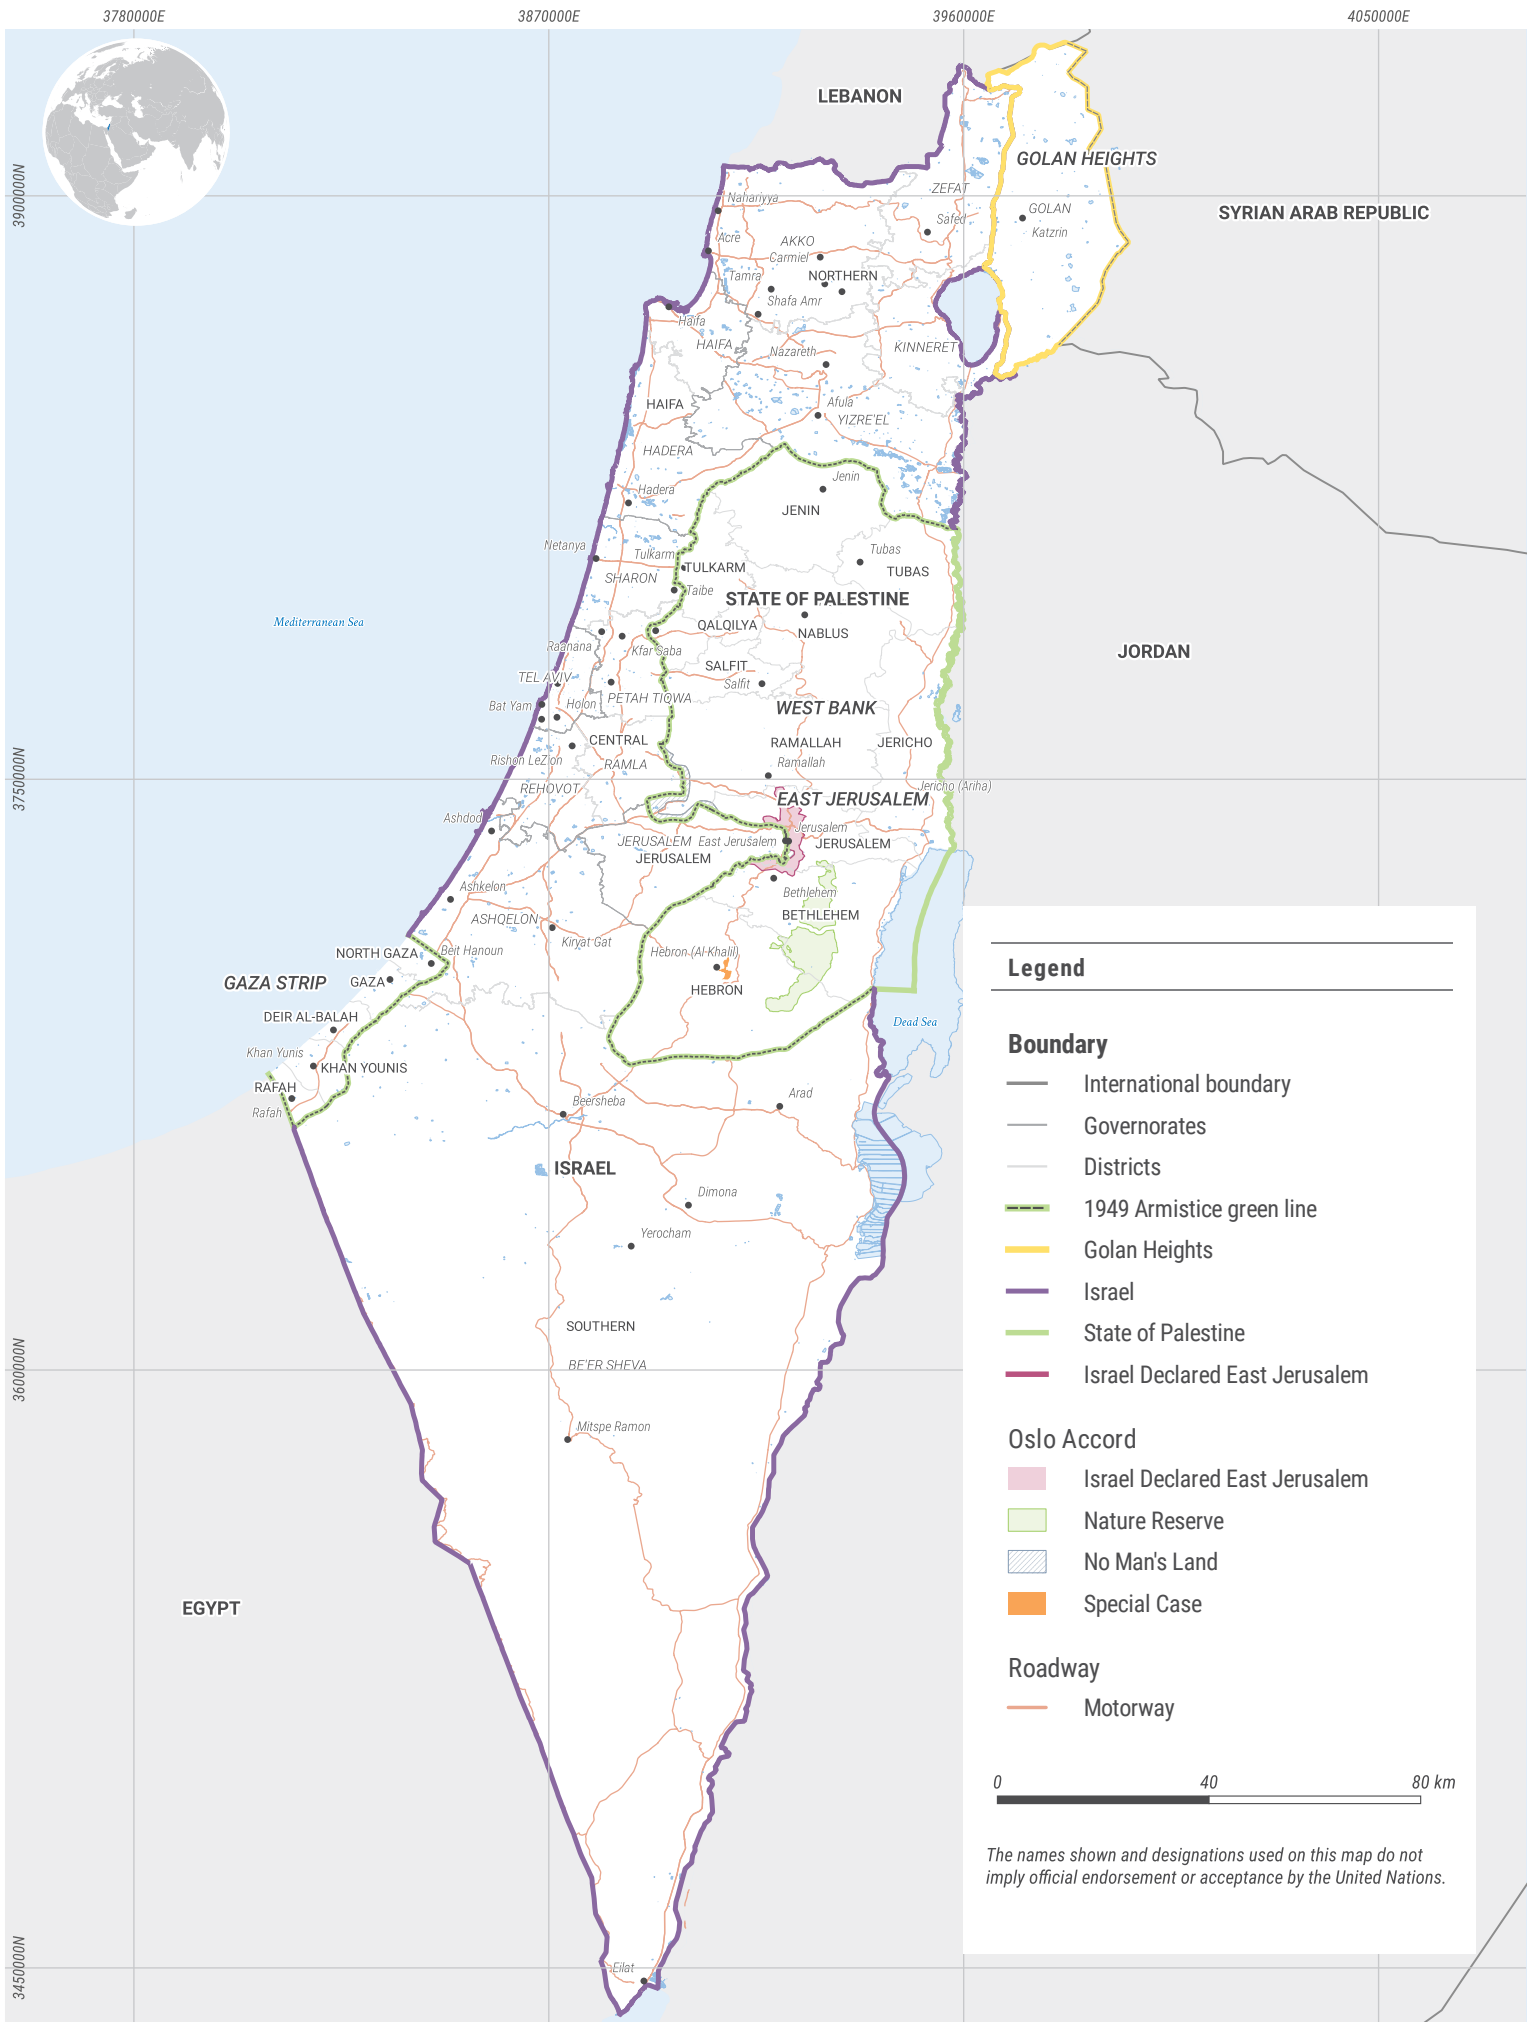 37800000E
38700000E
39600000E
40500000E
LEBANON
GOLAN HEIGHTS
ZEFAT
3900000N
Nahariyya
GOLAN
SYRIAN ARAB REPUBLIC
Safed
Katzrin
Acre
AKKO
Carmiel
Tamra
NORTHERN
Shafa Amr
Haifa
HAIFA
Nazareth
KINNERET
HAIFA
Afula
YIZRE'EL
HADERA
Jenin
Hadera
JENIN
Netanya
Tulkarm
Tubas
TULKARM
TUBAS
SHARON
Taibe
STATE OF PALESTINE
Mediterranean Sea
QALQILYA
NABLUS
Raanana
Kfar Saba
JORDAN
SALFIT
TEL AVIV
Salfit
PETAH TIQWA
Bat Yam
Holon
WEST BANK
CENTRAL
RAMALLAH
JERICHO
Rishon LeZion
RAMLA
Ramallah
3750000N
REHOVOT
Jericho (Ariha)
EAST JERUSALEM
Ashdod
Jerusalem
JERUSALEM
East Jerusalem
JERUSALEM
JERUSALEM
Ashkelon
Bethlehem
ASHQELON
BETHLEHEM
Kiryat Gat
NORTH GAZA
Beit Hanoun
Hebron (Al-Khalil)
GAZA STRIP
GAZA
HEBRON
DEIR AL-BALAH
Dead Sea
Khan Yunis
KHAN YOUNIS
RAFAH
Rafah
Beersheba
Arad
ISRAEL
Dimona
Yerocham
SOUTHERN
BE'ER SHEVA
3600000N
Mitspe Ramon
EGYPT
3450000N
Eilat
Legend
Boundary
International boundary
Governorates
Districts
1949 Armistice green line
Golan Heights
Israel
State of Palestine
Israel Declared East Jerusalem
Oslo Accord
Israel Declared East Jerusalem
Nature Reserve
No Man's Land
Special Case
Roadway
Motorway
0 40 80 km
The names shown and designations used on this map do not
imply official endorsement or acceptance by the United Nations.